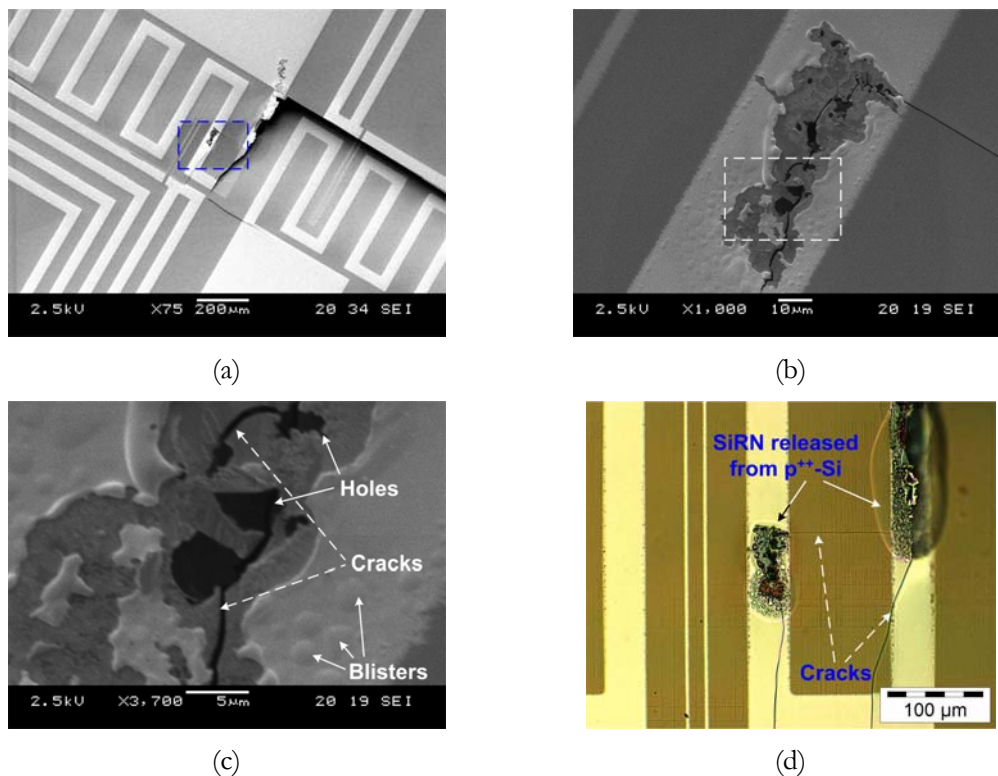 2.5kV X75 200μm 20 34 SEI
(a)
2.5kV X1,000 10μm 20 19 SEI
(b)
Holes
Cracks
Blisters
2.5kV X3,700 5μm 20 19 SEI
(c)
SiRN released
from p⁺⁺-Si
Cracks
100 μm
(d)